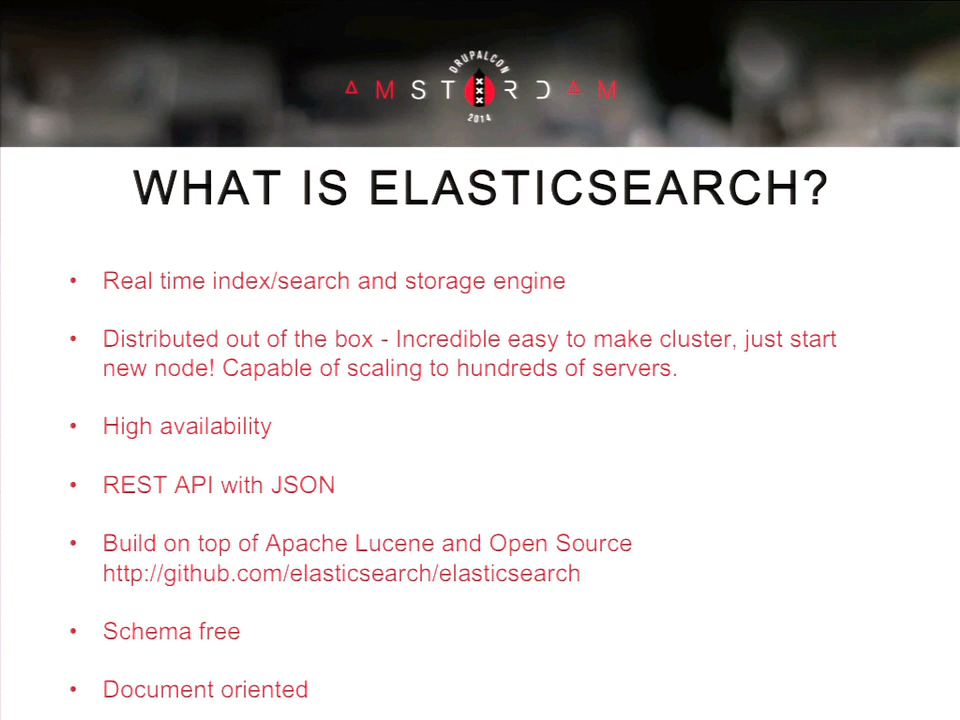 DRUPALCON
AMSTERDAM
2014
WHAT IS ELASTICSEARCH?
• Real time index/search and storage engine
• Distributed out of the box - Incredible easy to make cluster, just start
new node! Capable of scaling to hundreds of servers.
• High availability
• REST API with JSON
• Build on top of Apache Lucene and Open Source
http://github.com/elasticsearch/elasticsearch
• Schema free
• Document oriented